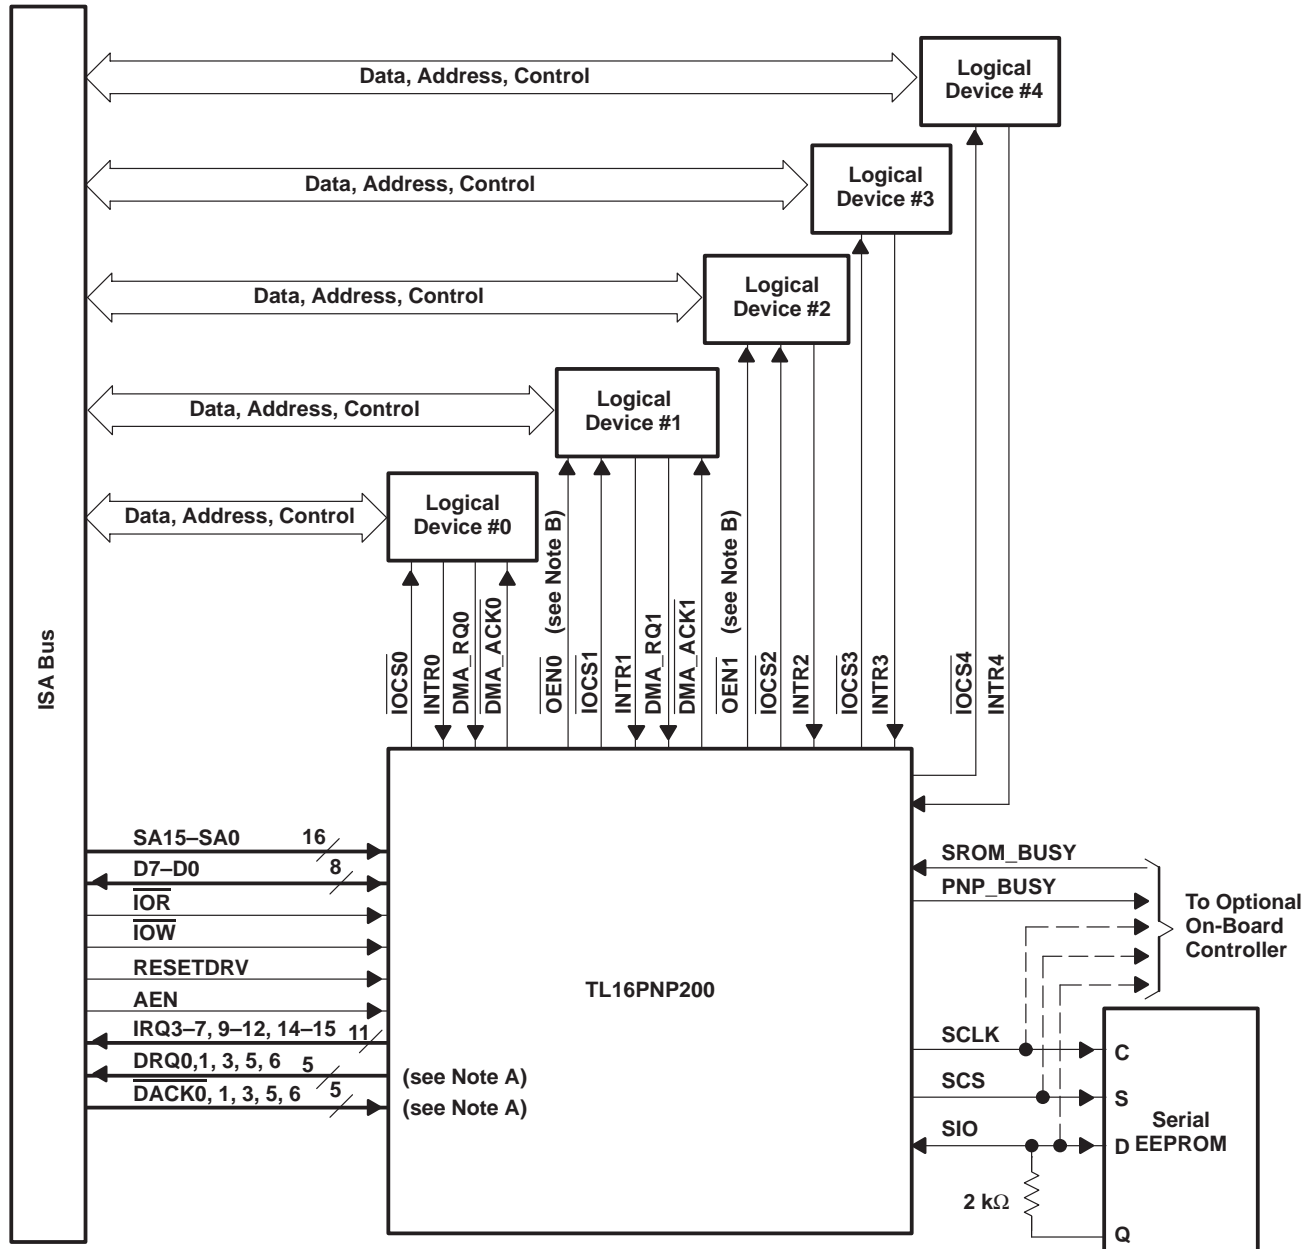 Data, Address, Control
Logical
Device #4
Data, Address, Control
Logical
Device #3
Data, Address, Control
Logical
Device #2
Data, Address, Control
Logical
Device #1
Data, Address, Control
Logical
Device #0
ISA Bus
IOCS0
INTR0
DMA_RQ0
DMA_ACK0
OEN0 (see Note B)
IOCS1
INTR1
DMA_RQ1
DMA_ACK1
OEN1 (see Note B)
IOCS2
INTR2
IOCS3
INTR3
IOCS4
INTR4
SA15–SA0 16
D7–D0 8
IOR
IOW
RESETDRV
AEN
IRQ3–7, 9–12, 14–15 11
DRQ0,1, 3, 5, 6 5
DACK0, 1, 3, 5, 6 5
(see Note A)
(see Note A)
TL16PNP200
SROM_BUSY
PNP_BUSY
To Optional
On-Board
Controller
SCLK
SCS
SIO
2 kΩ
C
S
D
Q
Serial
EEPROM